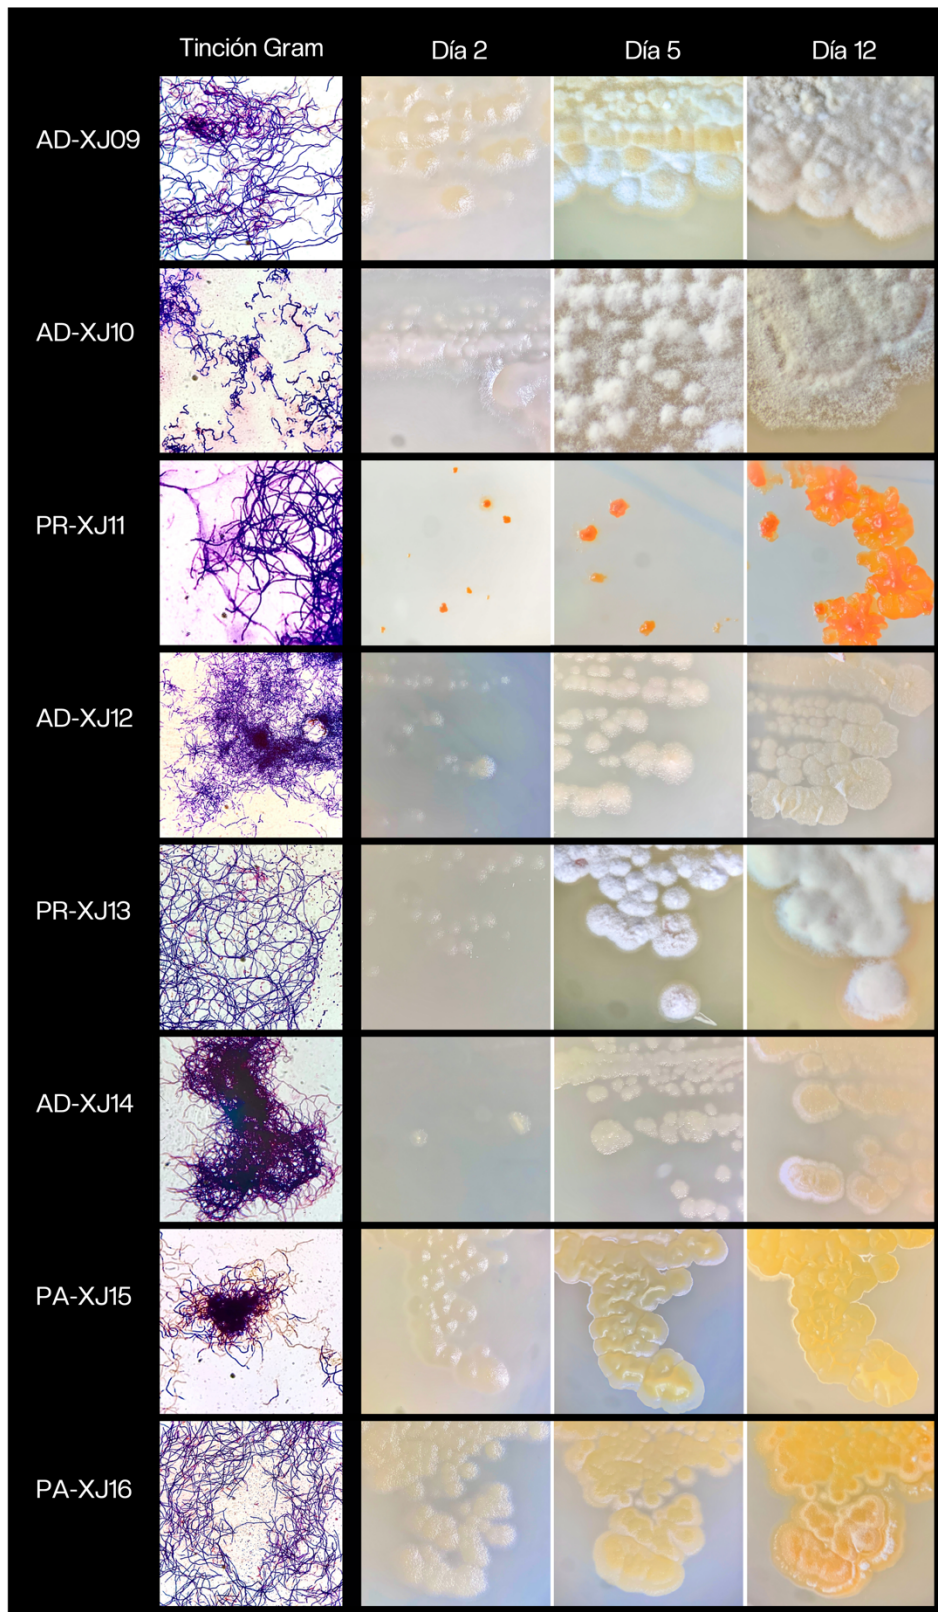 Tinción Gram Día 2 Día 5 Día 12
AD-XJ09
AD-XJ10
PR-XJ11
AD-XJ12
PR-XJ13
AD-XJ14
PA-XJ15
PA-XJ16